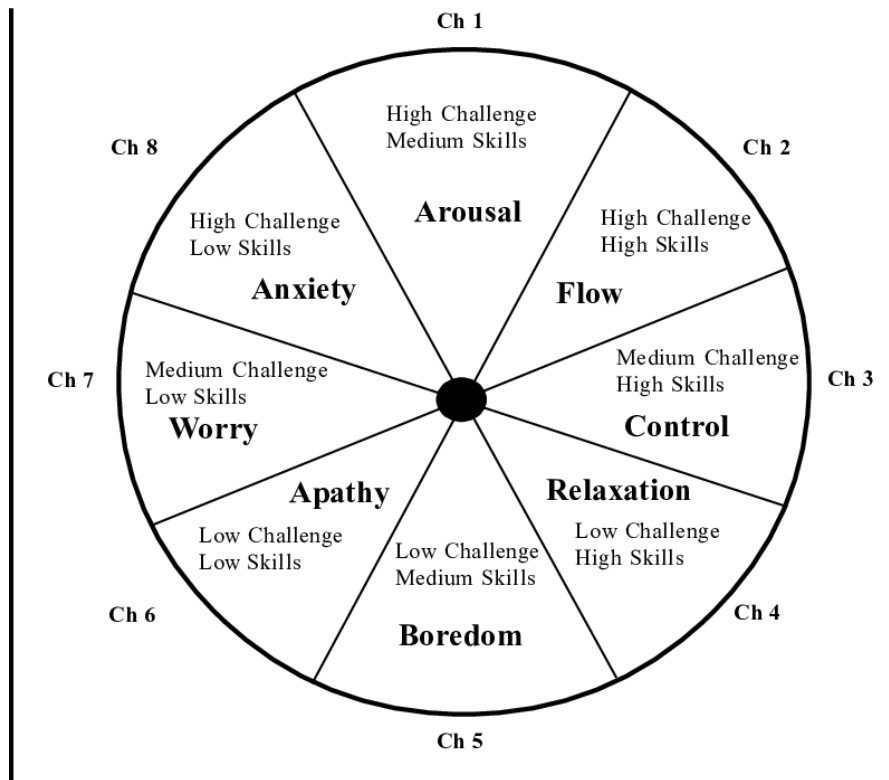 Ch 1
High Challenge
Medium Skills
Arousal
Ch 2
High Challenge
High Skills
Flow
Ch 3
Medium Challenge
High Skills
Control
Ch 4
Relaxation
Low Challenge
High Skills
Ch 5
Low Challenge
Medium Skills
Boredom
Ch 6
Apathy
Low Challenge
Low Skills
Ch 7
Medium Challenge
Low Skills
Worry
Ch 8
High Challenge
Low Skills
Anxiety